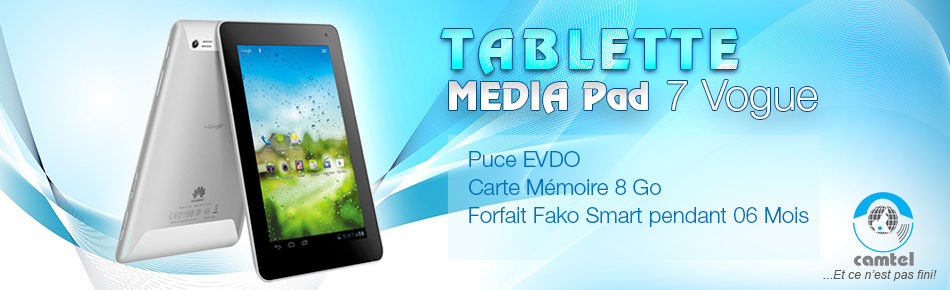 TABLETTE
MEDIA Pad 7 Vogue
Puce EVDO
Carte Mémoire 8 Go
Forfait Fako Smart pendant 06 Mois
HUAWEI
camtel
...Et ce n'est pas fini!